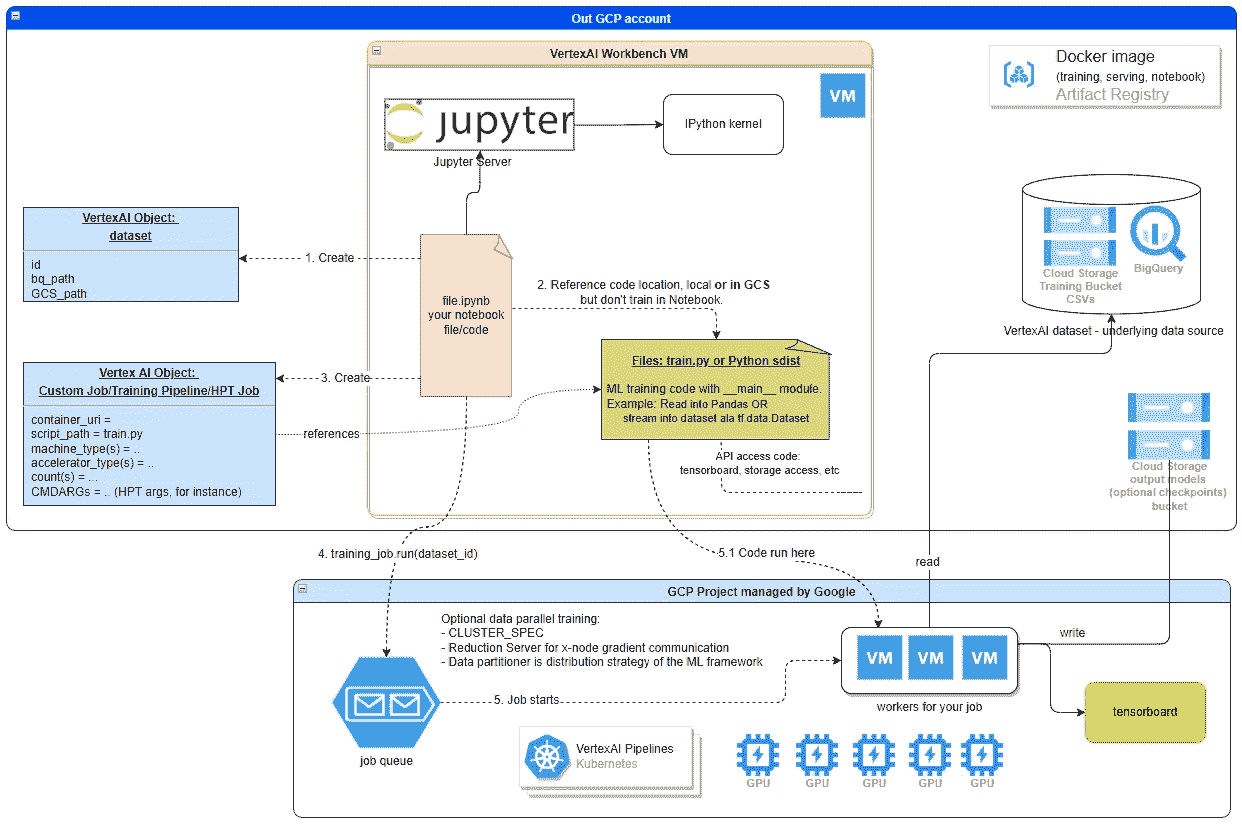 Out GCP account
VertexAI Workbench VM
Docker image
(training, serving, notebook)
Artifact Registry
VM
jupyter
Jupyter Server
IPython kernel
VertexAI Object:
dataset
id
bq_path
GCS_path
1. Create
file.ipynb
your notebook
file/code
2. Reference code location, local or in GCS
but don't train in Notebook.
Cloud Storage
Training Bucket
CSVs
BigQuery
VertexAI dataset - underlying data source
Vertex AI Object:
Custom Job/Training Pipeline/HPT Job
container_uri =
script_path = train.py
machine_type(s) = ..
accelerator_type(s) = ..
count(s) = ...
CMDARGs = .. (HPT args, for instance)
3. Create
references
Files: train.py or Python sdist
ML training code with __main__ module.
Example: Read into Pandas OR
stream into dataset ala tf data.Dataset
API access code:
tensorboard, storage access, etc
Cloud Storage
output models
(optional checkpoints)
bucket
4. training_job.run(dataset_id)
5.1 Code run here
read
GCP Project managed by Google
Optional data parallel training:
- CLUSTER_SPEC
- Reduction Server for x-node gradient communication
- Data partitioner is distribution strategy of the ML framework
write
VM
VM
VM
workers for your job
5. Job starts
job queue
tensorboard
VertexAI Pipelines
Kubernetes
GPU
GPU
GPU
GPU
GPU